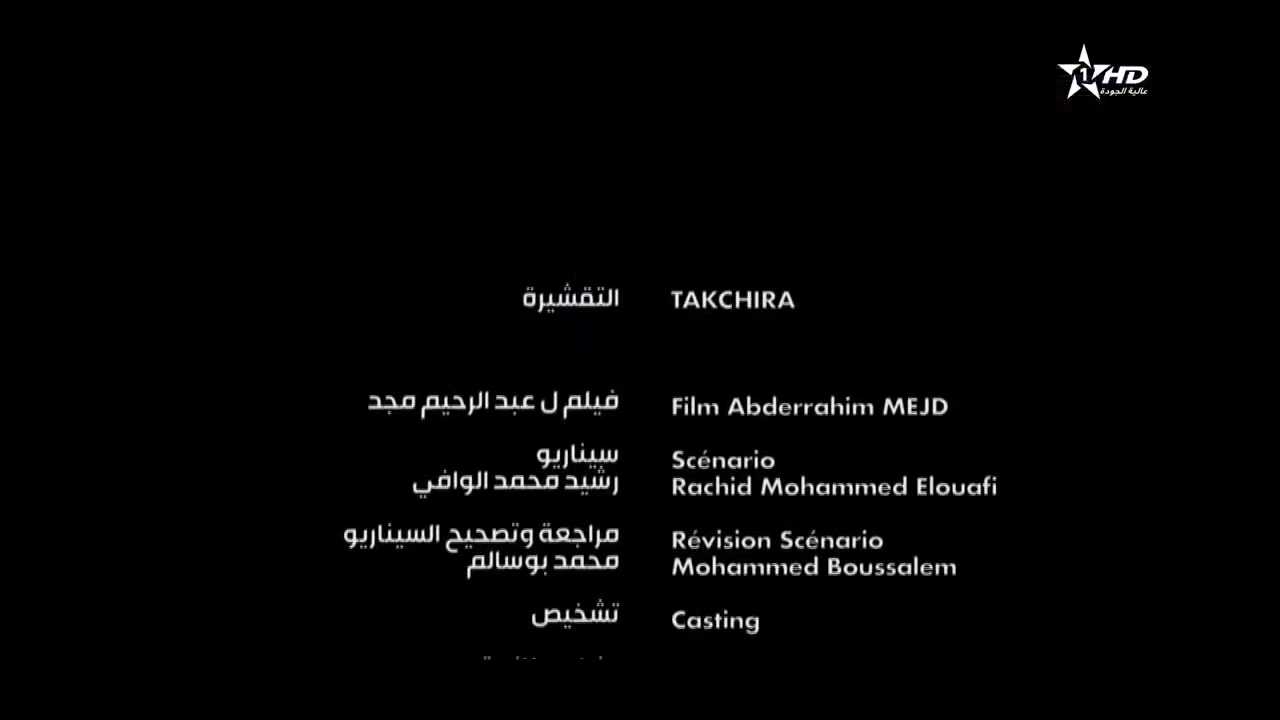 1 HD
عالية الجودة
التقشيرة
TAKCHIRA
فيلم ل عبد الرحيم مجد
Film Abderrahim MEJD
سيناريو
Scénario
رشيد محمد الوافي
Rachid Mohammed Elouafi
مراجعة وتصحيح السيناريو
Révision Scénario
محمد بوسالم
Mohammed Boussalem
تشخيص
Casting